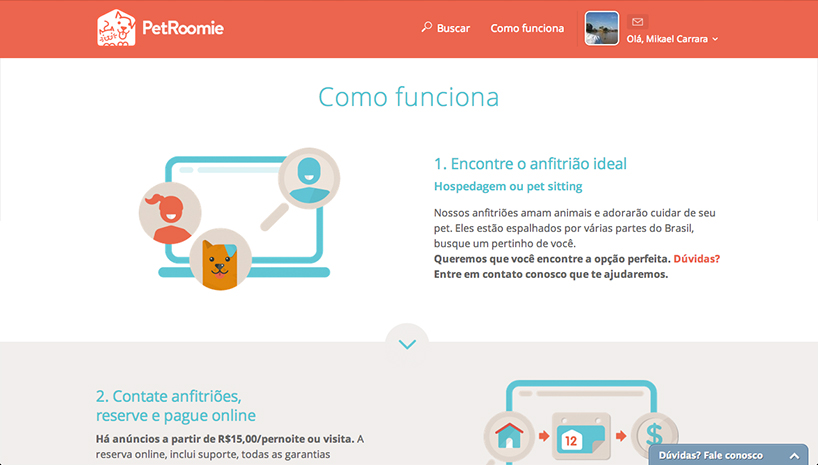 PetRoomie
Buscar
Como funciona
Olá, Mikael Carrara
Como funciona
1. Encontre o anfitrião ideal
Hospedagem ou pet sitting
Nossos anfitriões amam animais e adorarão cuidar de seu
pet. Eles estão espalhados por várias partes do Brasil,
busque um pertinho de você.
Queremos que você encontre a opção perfeita. Dúvidas?
Entre em contato conosco que te ajudaremos.
2. Contate anfitriões,
reserve e pague online
Há anúncios a partir de R$15,00/pernoite ou visita. A
reserva online, inclui suporte, todas as garantias
12
$
Dúvidas? Fale conosco